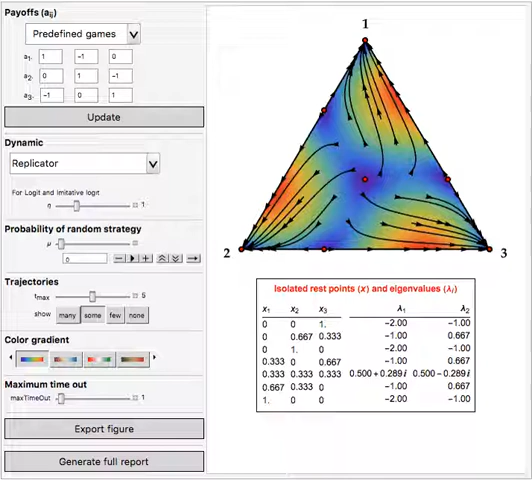 Payoffs (aij)
Predefined games
a1. 1 -1 0
a2. 0 1 -1
a3. -1 0 1
Update
Dynamic
Replicator
For Logit and Imitative logit
η 1
Probability of random strategy
μ
0
Trajectories
tmax 5
show many some few none
Color gradient
Maximum time out
maxTimeOut 1
Export figure
Generate full report
1
2 3
Isolated rest points (x) and eigenvalues (λi)
x1 x2 x3 λ1 λ2
0 0 1. -2.00 -1.00
0 0.667 0.333 -1.00 0.667
0 1. 0 -2.00 -1.00
0.333 0 0.667 -1.00 0.667
0.333 0.333 0.333 0.500+0.289 i 0.500-0.289 i
0.667 0.333 0 -1.00 0.667
1. 0 0 -2.00 -1.00